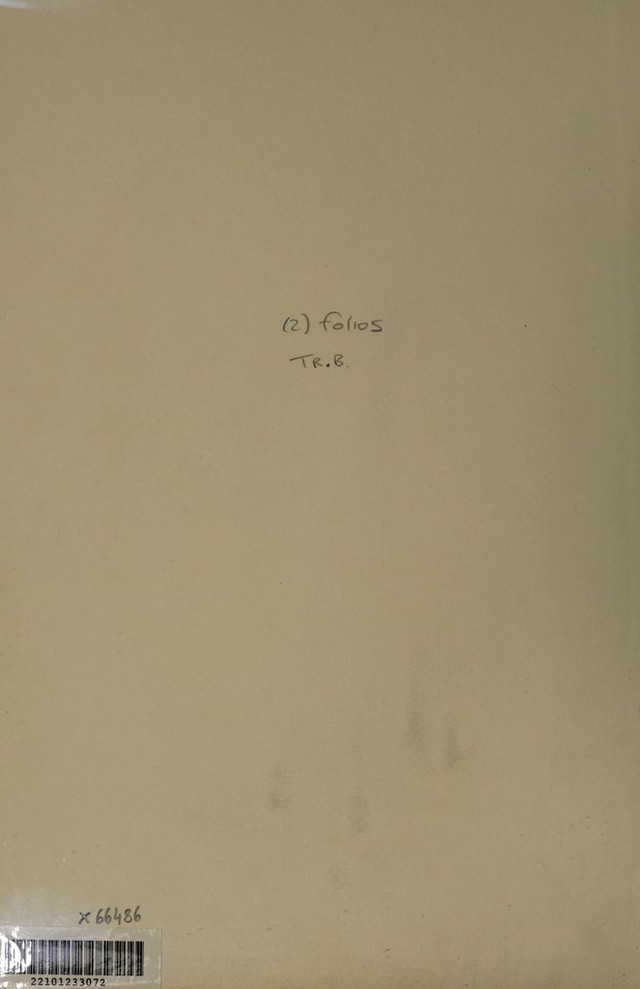 (2) folios
TR.B.
x 66486
22101233072